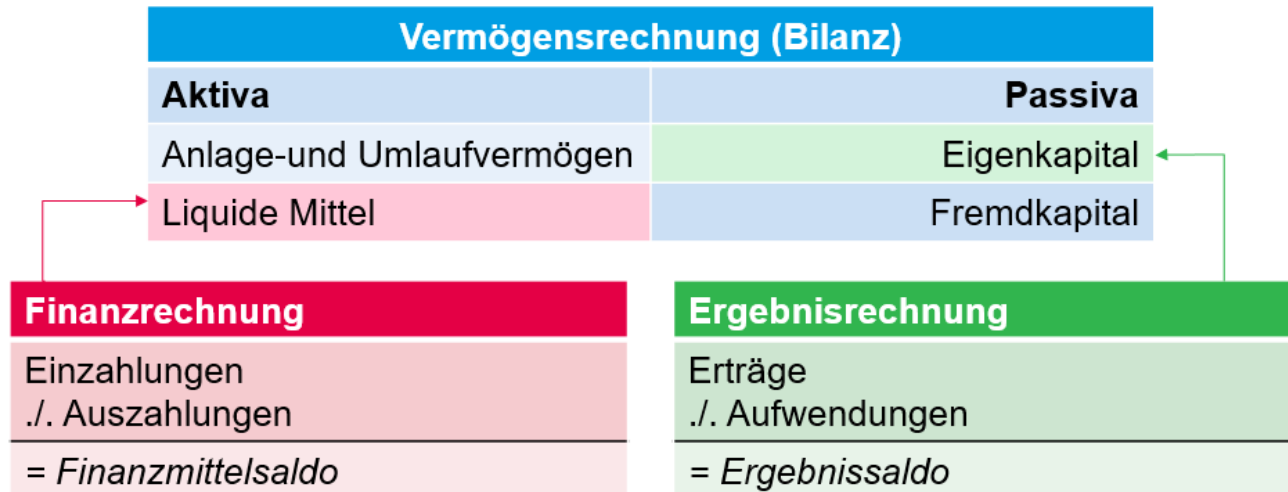 Vermögensrechnung (Bilanz)
Aktiva Passiva
Anlage-und Umlaufvermögen Eigenkapital
Liquide Mittel Fremdkapital
Finanzrechnung
Einzahlungen
./. Auszahlungen
= Finanzmittelsaldo
Ergebnisrechnung
Erträge
./. Aufwendungen
= Ergebnissaldo